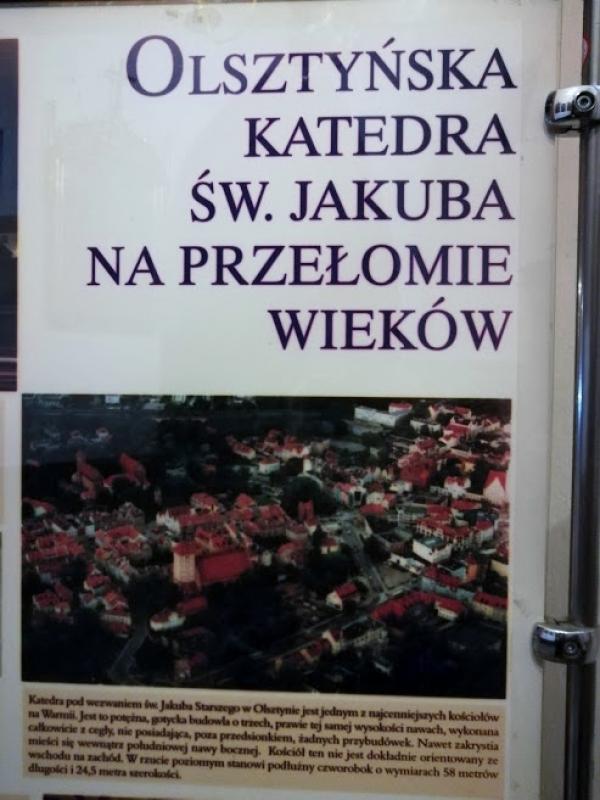 OLSZTYŃSKA
KATEDRA
ŚW. JAKUBA
NA PRZEŁOMIE
WIEKÓW
Katedra pod wezwaniem św. Jakuba Starszego w Olsztynie jest jednym z najcenniejszych kościołów
na Warmii. Jest to potężna, gotycka budowla o trzech, prawie tej samej wysokości nawach, wykonana
całkowicie z cegły, nie posiadająca, poza przedsionkiem, żadnych przybudówek. Nawet zakrystia
mieści się wewnątrz południowej nawy bocznej. Kościół ten nie jest dokładnie orientowany ze
wschodu na zachód. W rzucie poziomym stanowi podłużny czworobok o wymiarach 58 metrów
długości i 24,5 metra szerokości.